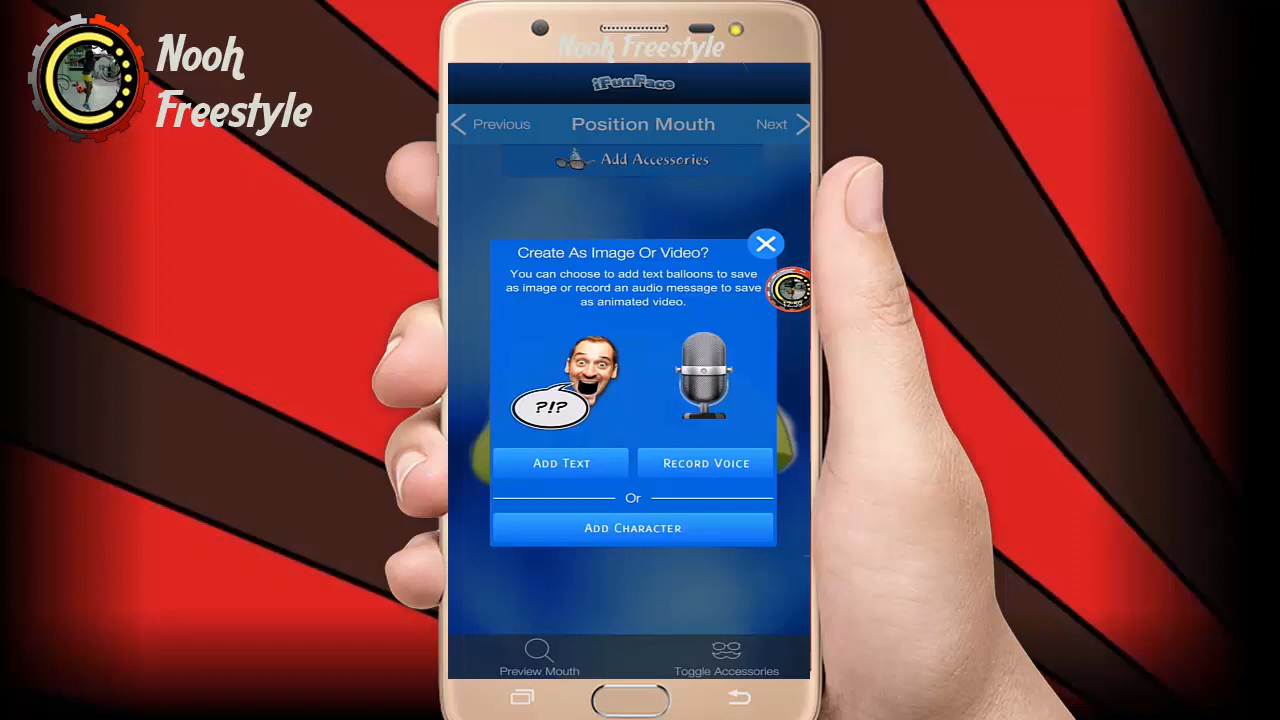 Nooh
Freestyle
Nooh Freestyle
iFunFace
Previous
Position Mouth
Next
Add Accessories
Create As Image Or Video?
You can choose to add text balloons to save
as image or record an audio message to save
as animated video.
?!?
Add Text
Record Voice
Or
Add Character
Preview Mouth
Toggle Accessories